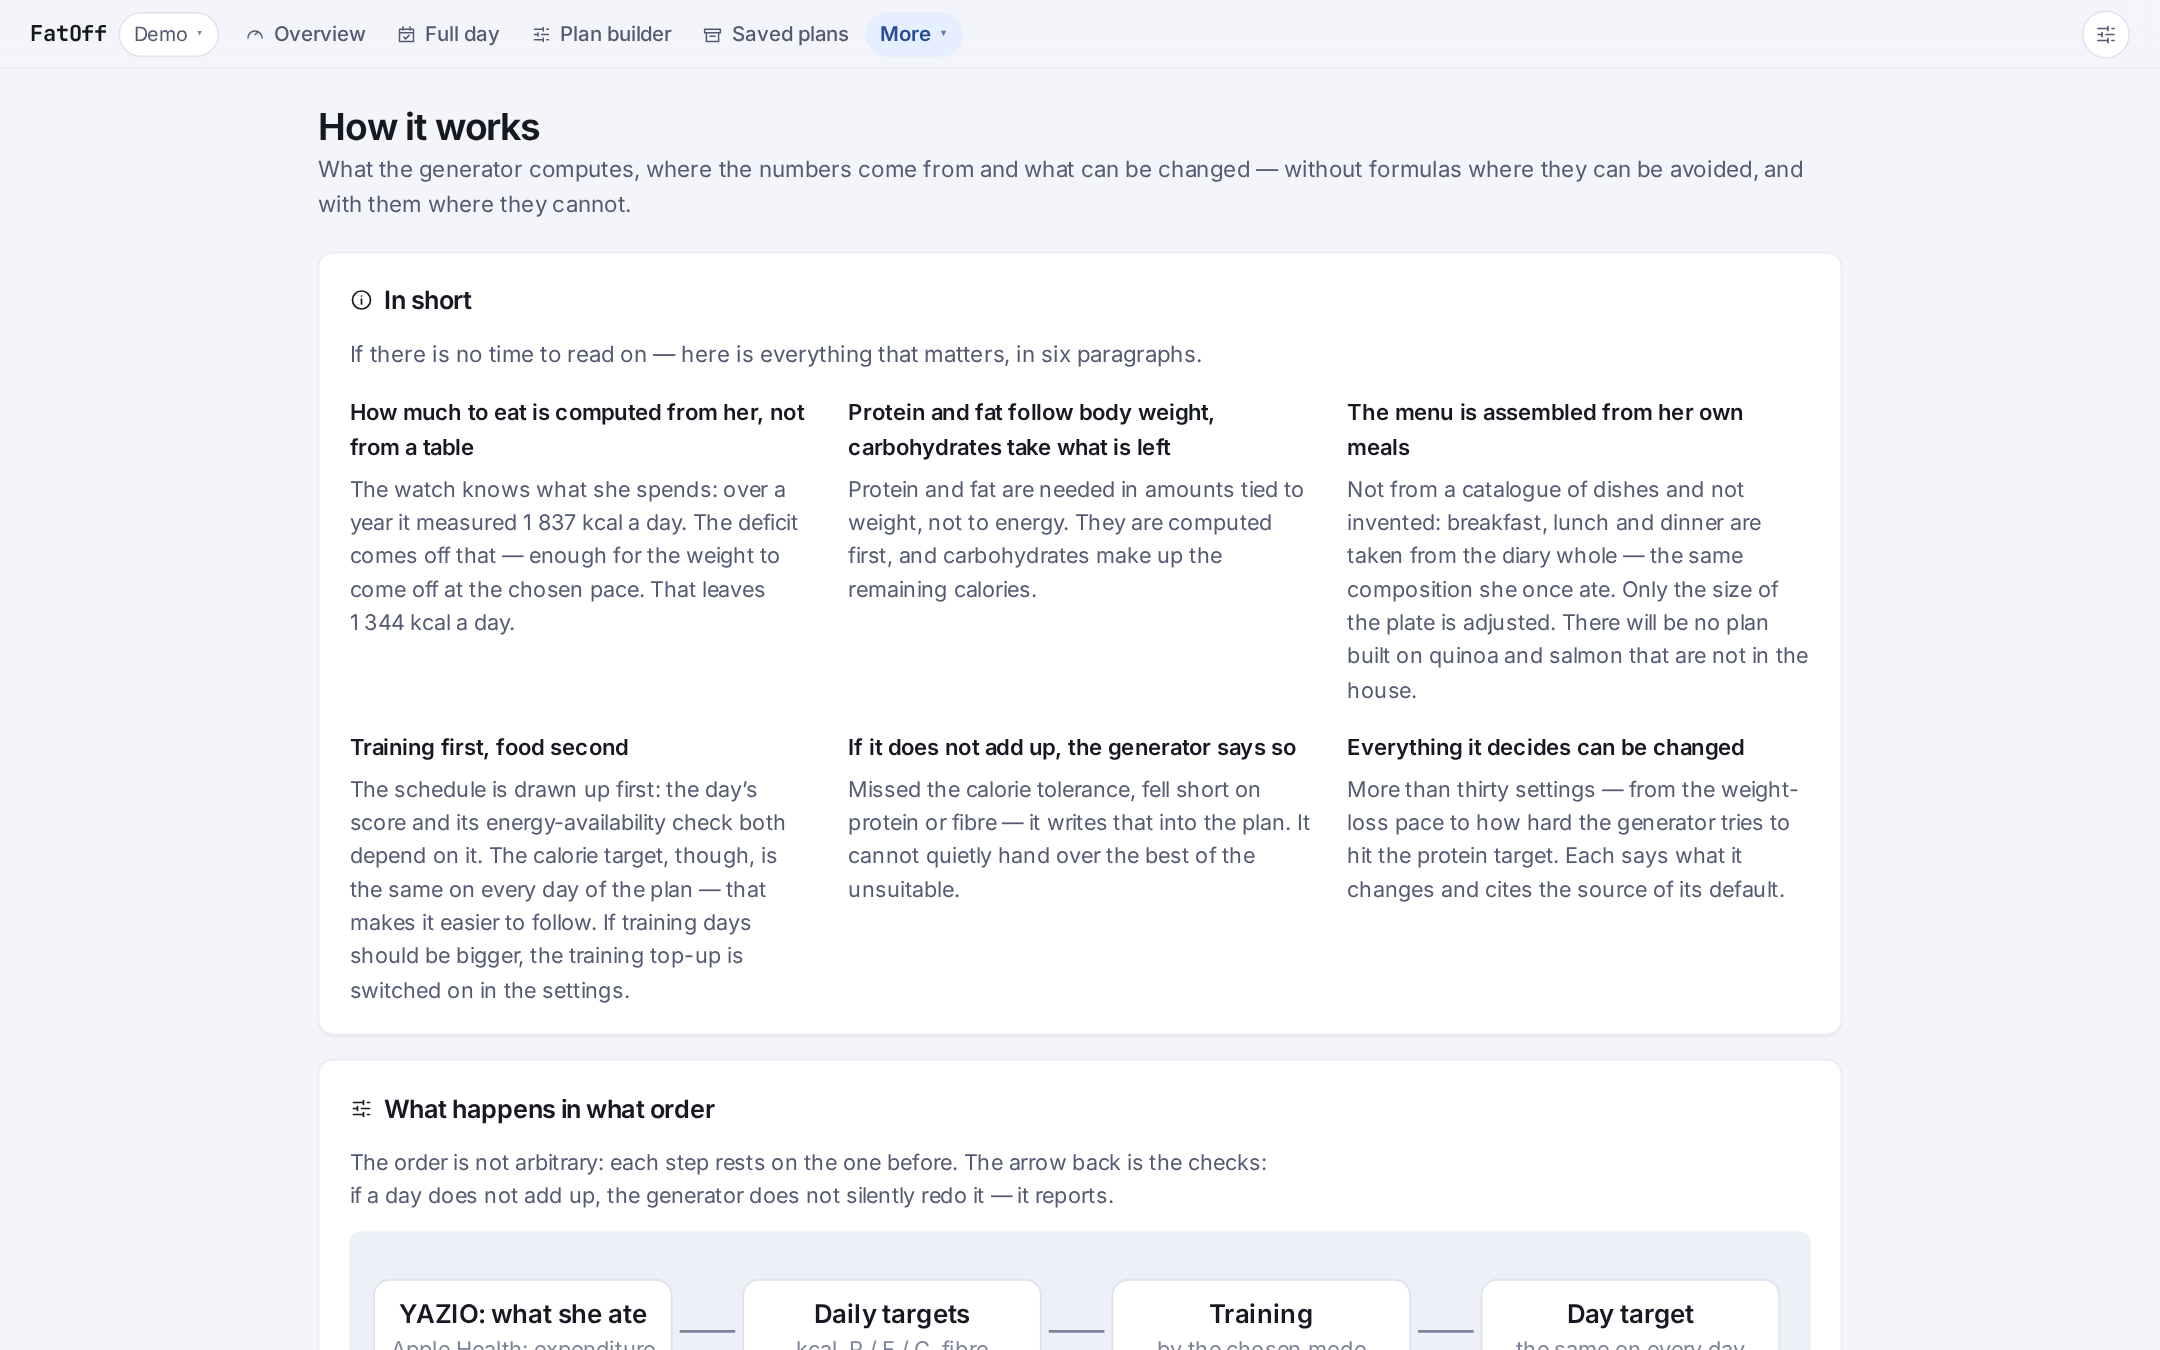 FatOff Demo Overview Full day Plan builder Saved plans More
How it works
What the generator computes, where the numbers come from and what can be changed — without formulas where they can be avoided, and
with them where they cannot.
In short
If there is no time to read on — here is everything that matters, in six paragraphs.
How much to eat is computed from her, not
from a table
The watch knows what she spends: over a
year it measured 1 837 kcal a day. The deficit
comes off that — enough for the weight to
come off at the chosen pace. That leaves
1 344 kcal a day.
Protein and fat follow body weight,
carbohydrates take what is left
Protein and fat are needed in amounts tied to
weight, not to energy. They are computed
first, and carbohydrates make up the
remaining calories.
The menu is assembled from her own
meals
Not from a catalogue of dishes and not
invented: breakfast, lunch and dinner are
taken from the diary whole — the same
composition she once ate. Only the size of
the plate is adjusted. There will be no plan
built on quinoa and salmon that are not in the
house.
Training first, food second
The schedule is drawn up first: the day’s
score and its energy-availability check both
depend on it. The calorie target, though, is
the same on every day of the plan — that
makes it easier to follow. If training days
should be bigger, the training top-up is
switched on in the settings.
If it does not add up, the generator says so
Missed the calorie tolerance, fell short on
protein or fibre — it writes that into the plan. It
cannot quietly hand over the best of the
unsuitable.
Everything it decides can be changed
More than thirty settings — from the weight-
loss pace to how hard the generator tries to
hit the protein target. Each says what it
changes and cites the source of its default.
What happens in what order
The order is not arbitrary: each step rests on the one before. The arrow back is the checks:
if a day does not add up, the generator does not silently redo it — it reports.
YAZIO: what she ate
Apple Health: expenditure
Daily targets
kcal, P / F / C, fibre
Training
by the chosen mode
Day target
the same on every day